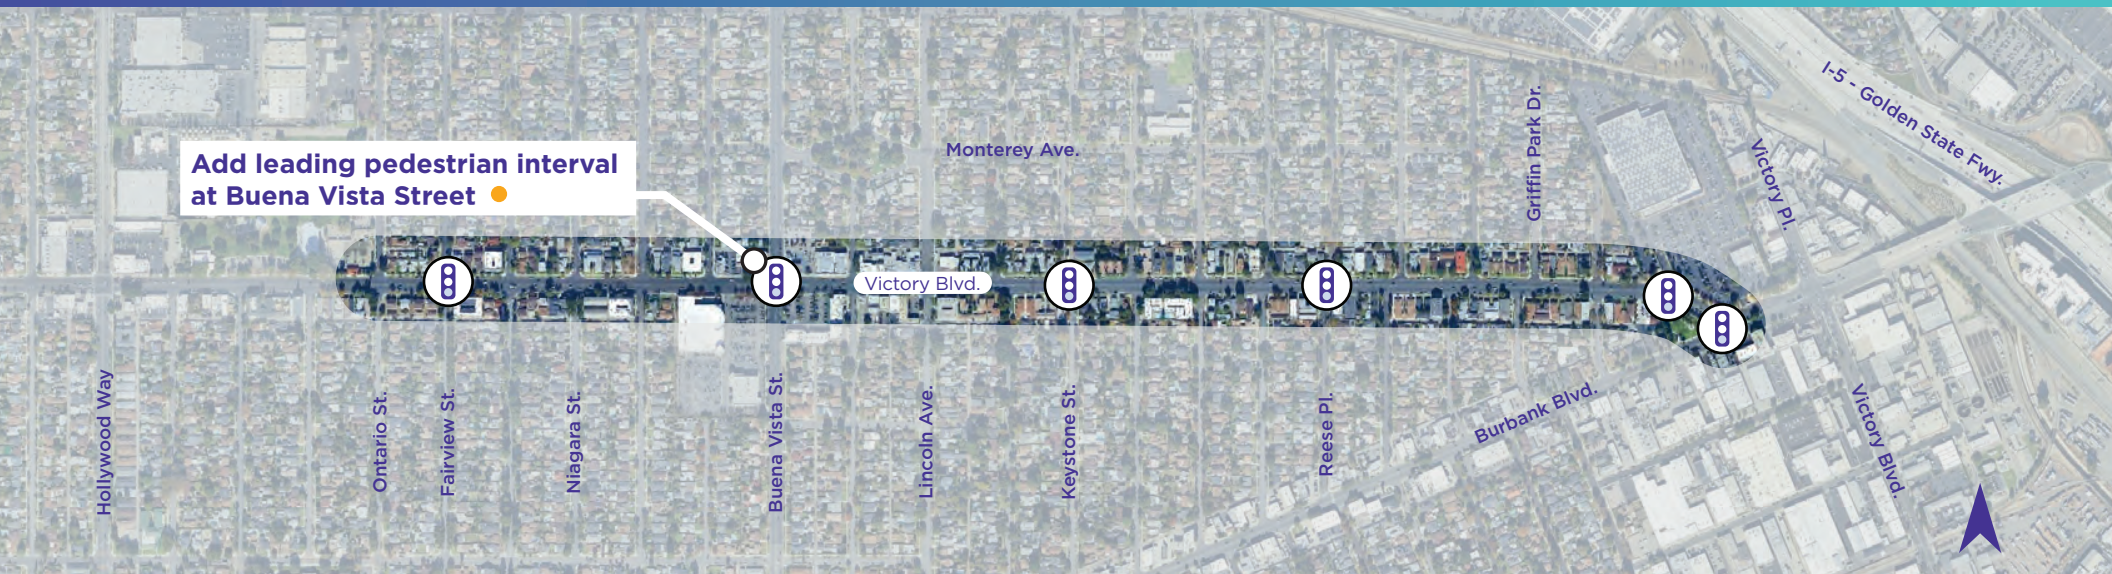 I-5 - Golden State Fwy.
Griffin Park Dr.
Victory Pl.
Monterey Ave.
Add leading pedestrian interval
at Buena Vista Street
Victory Blvd.
Hollywood Way
Ontario St.
Fairview St.
Niagara St.
Buena Vista St.
Lincoln Ave.
Keystone St.
Reese Pl.
Burbank Blvd.
Victory Blvd.